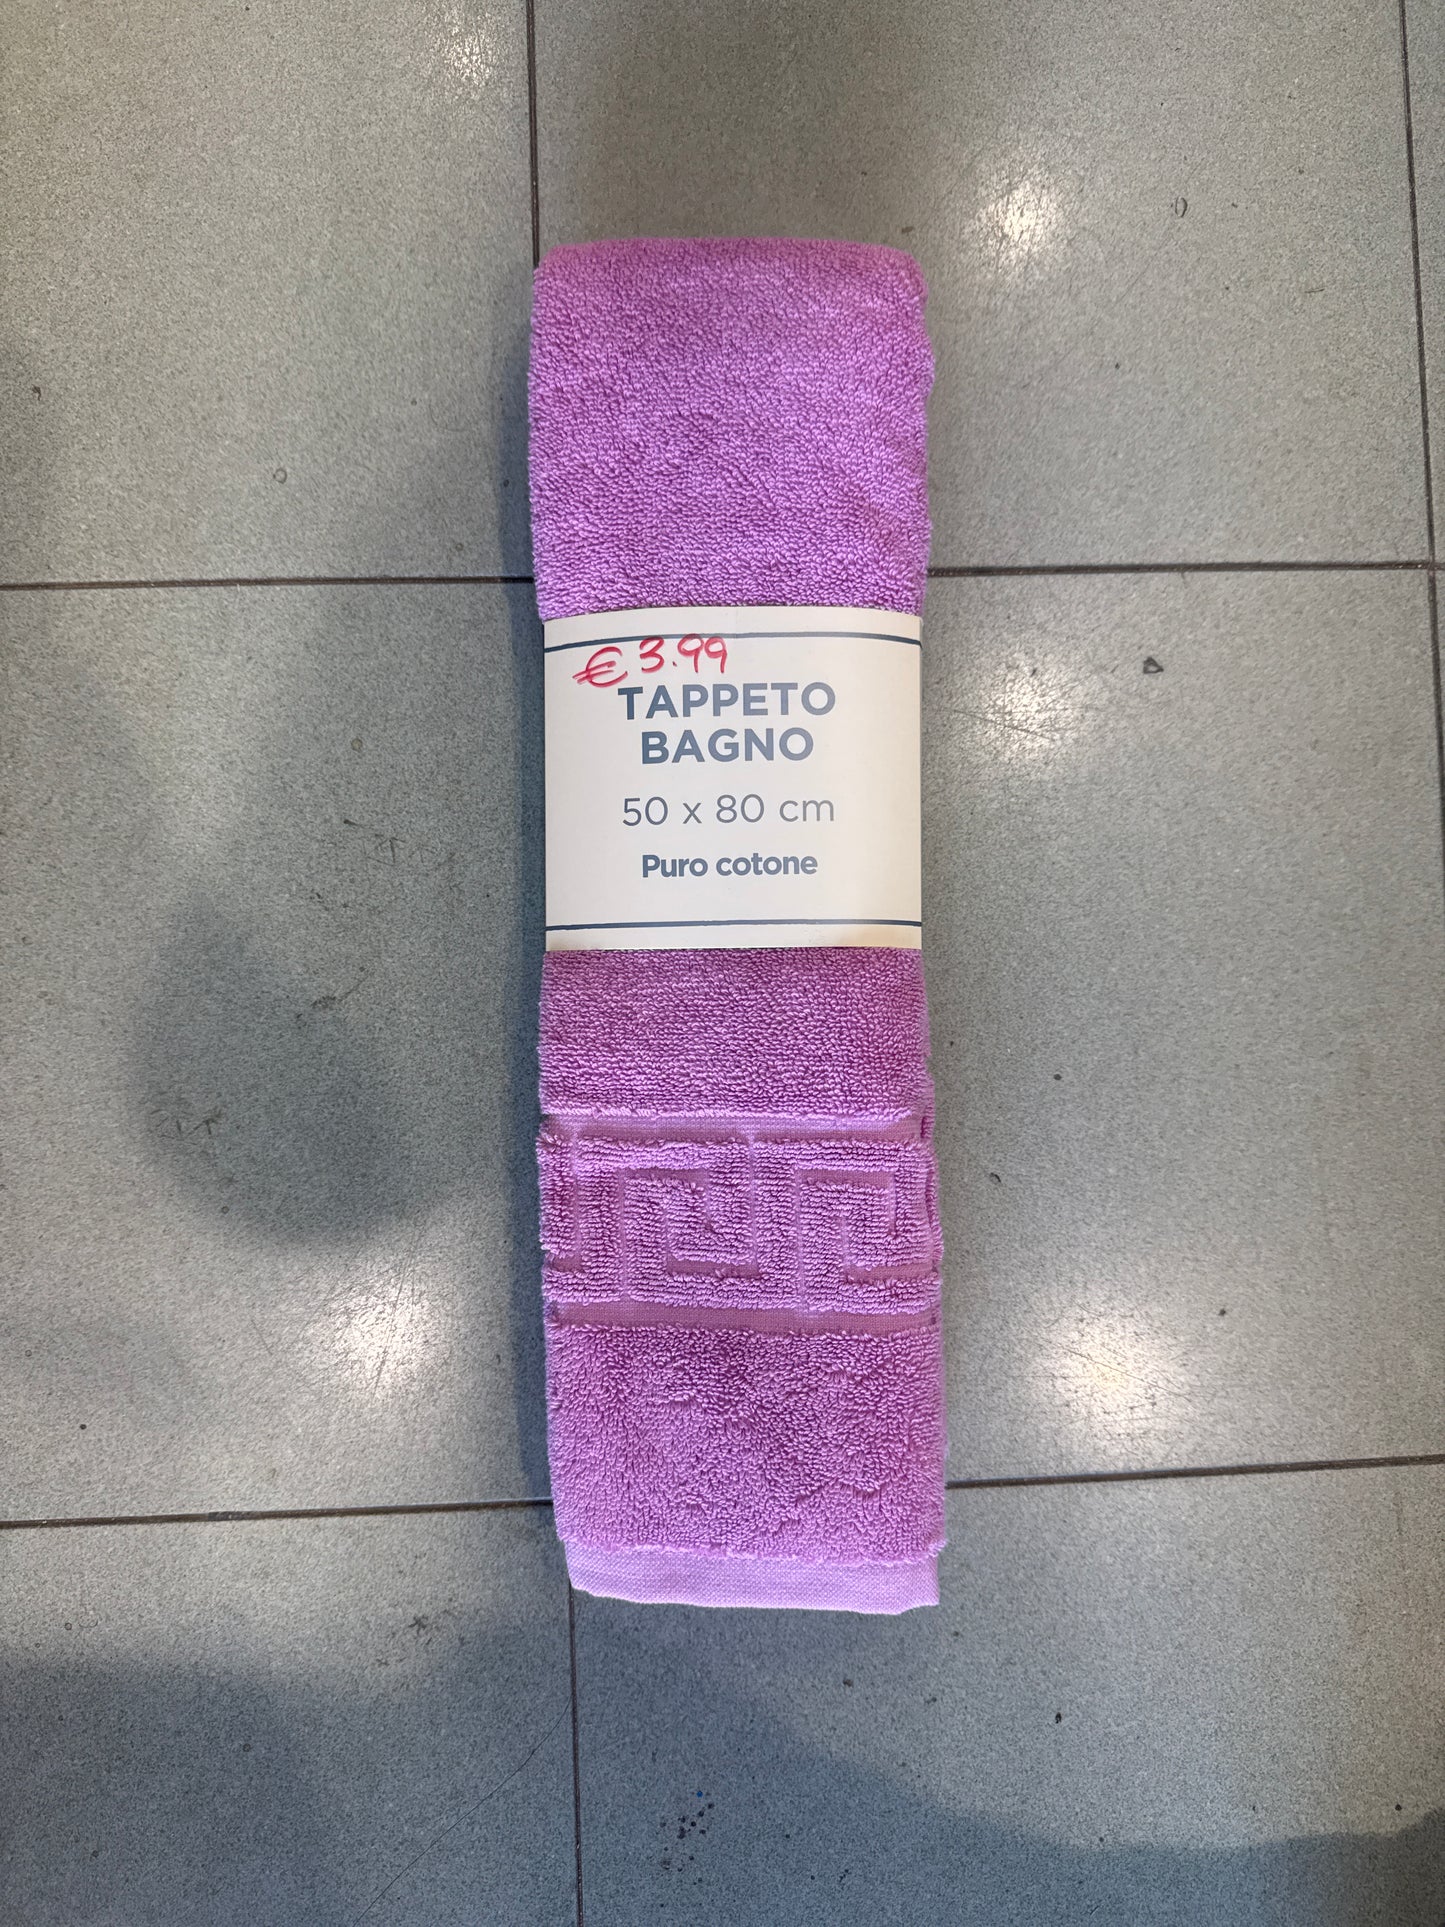 € 3.99
TAPPETO
BAGNO
50 x 80 cm
Puro cotone